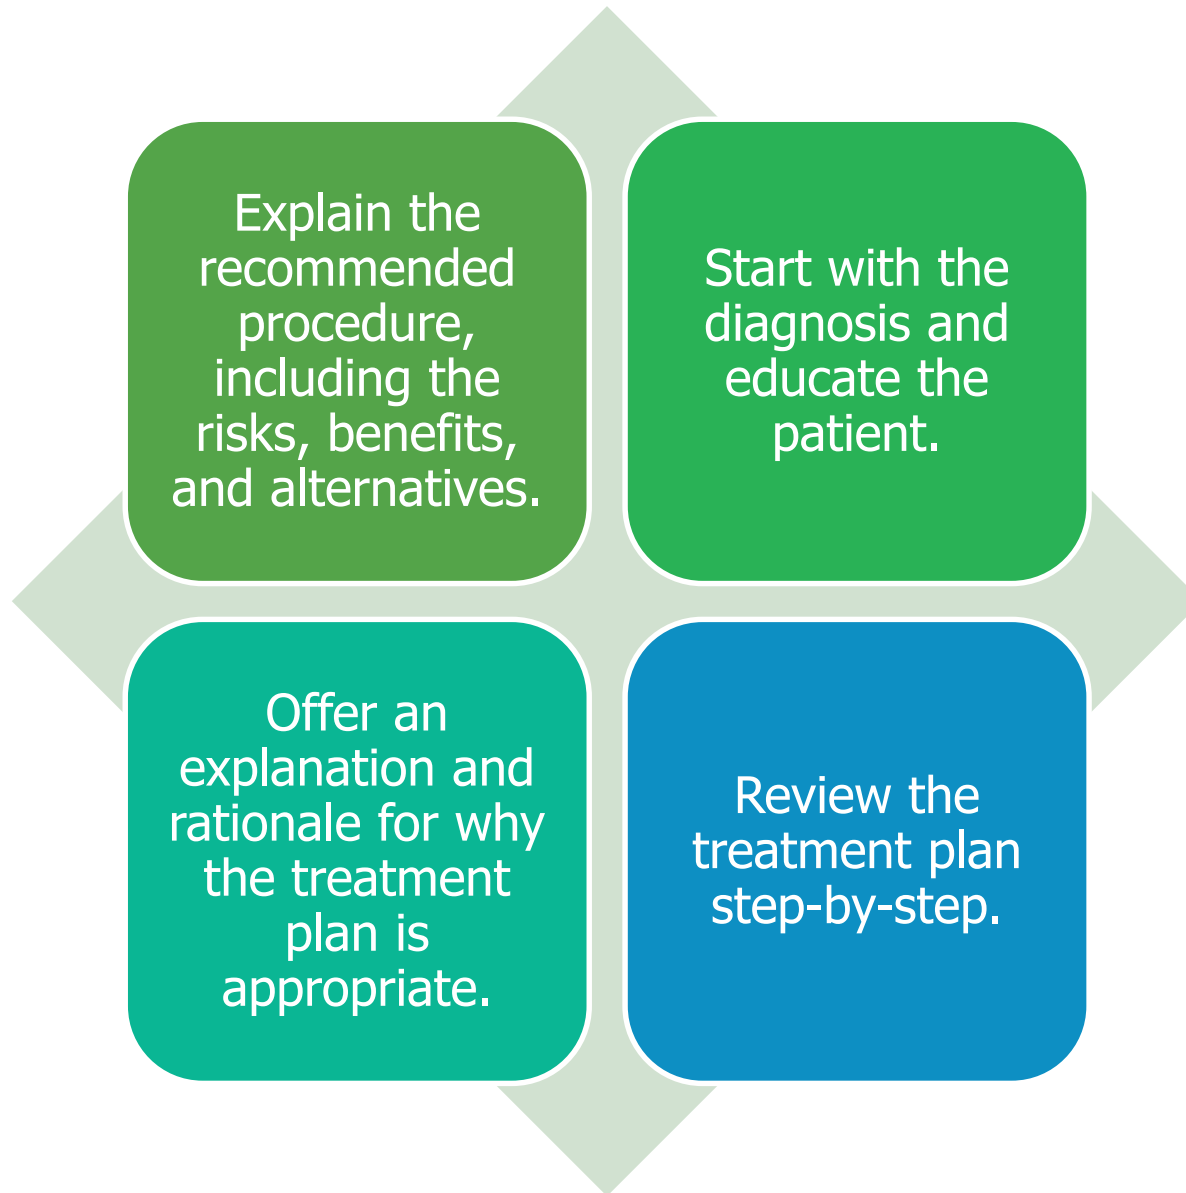 Explain the
recommended
procedure,
including the
risks, benefits,
and alternatives.
Start with the
diagnosis and
educate the
patient.
Offer an
explanation and
rationale for why
the treatment
plan is
appropriate.
Review the
treatment plan
step-by-step.